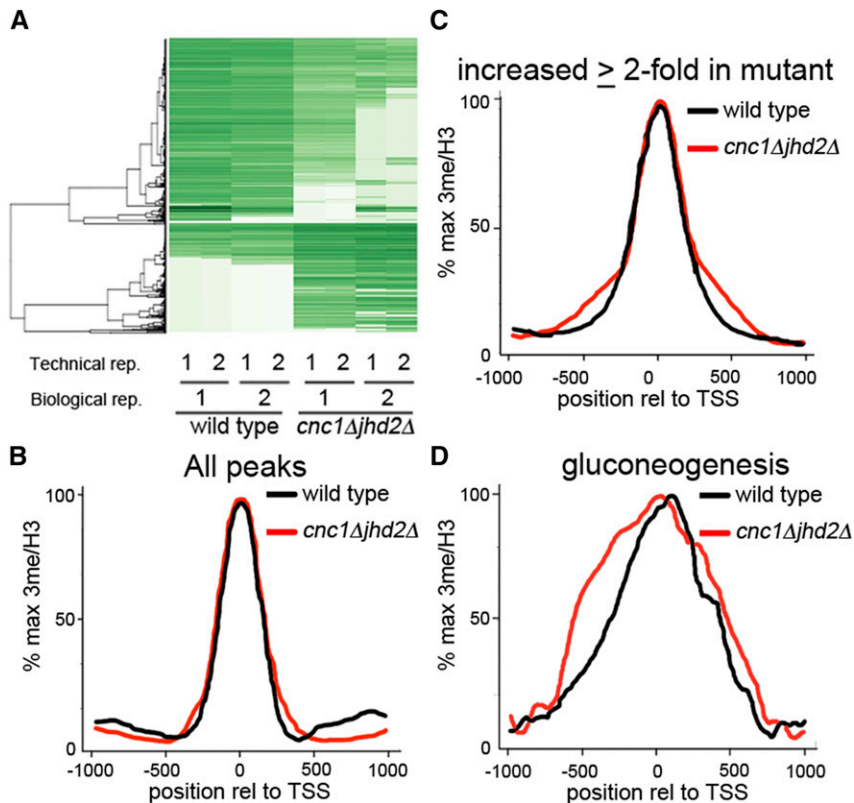 A
Technical rep. 1 2 1 2 1 2 1 2
Biological rep. 1 2 1 2
wild type cnc1Δjhd2Δ
B
All peaks
wild type
cnc1Δjhd2Δ
% max 3me/H3
100
50
0
-1000 -500 0 500 1000
position rel to TSS
C
increased ≥ 2-fold in mutant
wild type
cnc1Δjhd2Δ
% max 3me/H3
100
50
0
-1000 -500 0 500 1000
position rel to TSS
D
gluconeogenesis
wild type
cnc1Δjhd2Δ
% max 3me/H3
100
50
0
-1000 -500 0 500 1000
position rel to TSS